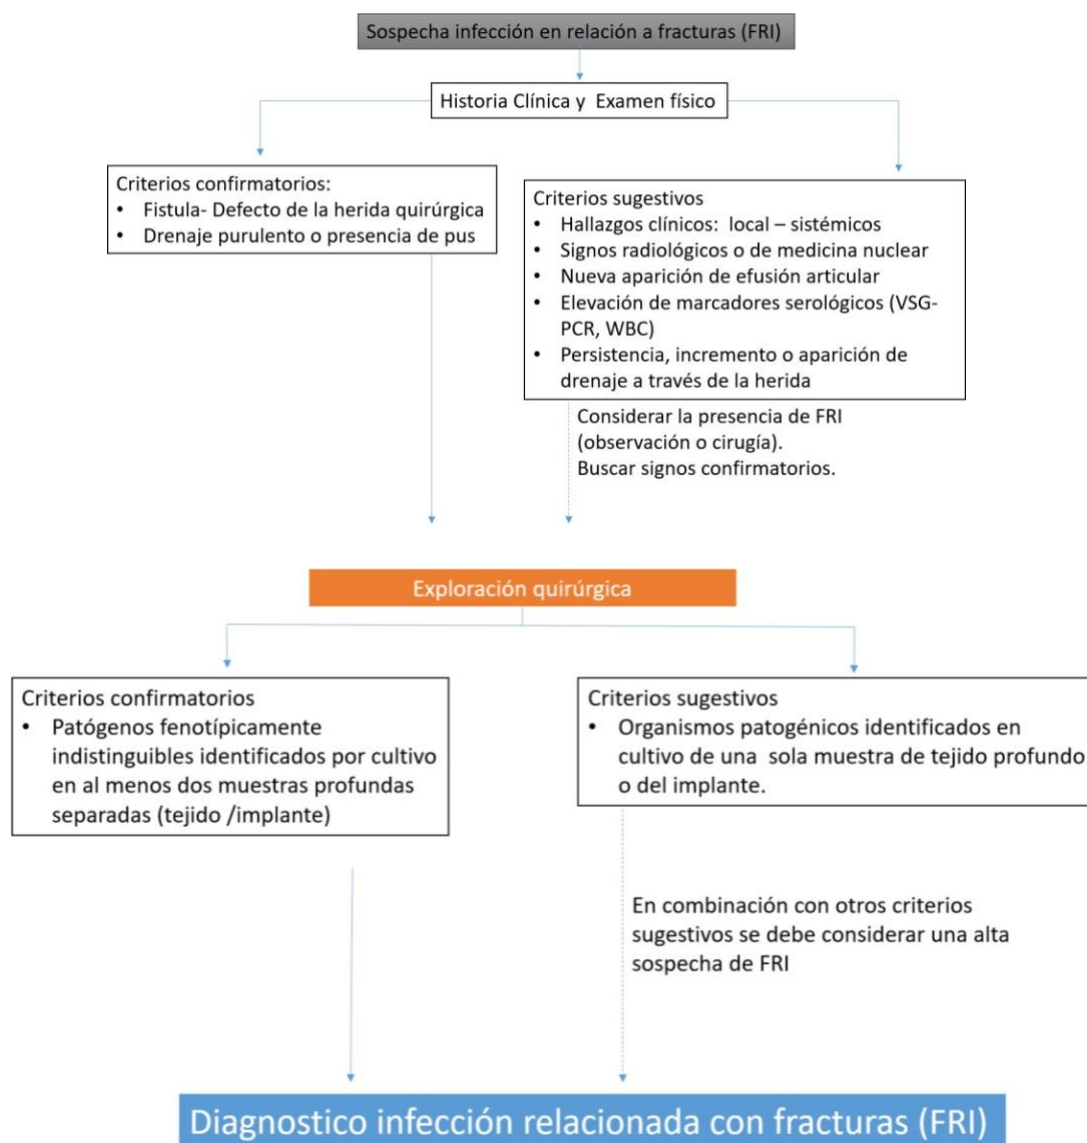 Sospecha infección en relación a fracturas (FRI)
Historia Clínica y Examen físico
Criterios confirmatorios:
• Fistula- Defecto de la herida quirúrgica
• Drenaje purulento o presencia de pus
Criterios sugestivos
• Hallazgos clínicos: local – sistémicos
• Signos radiológicos o de medicina nuclear
• Nueva aparición de efusión articular
• Elevación de marcadores serológicos (VSG-
PCR, WBC)
• Persistencia, incremento o aparición de
drenaje a través de la herida
Considerar la presencia de FRI
(observación o cirugía).
Buscar signos confirmatorios.
Exploración quirúrgica
Criterios confirmatorios
• Patógenos fenotípicamente
indistinguibles identificados por cultivo
en al menos dos muestras profundas
separadas (tejido /implante)
Criterios sugestivos
• Organismos patogénicos identificados en
cultivo de una sola muestra de tejido profundo
o del implante.
En combinación con otros criterios
sugestivos se debe considerar una alta
sospecha de FRI
Diagnostico infección relacionada con fracturas (FRI)